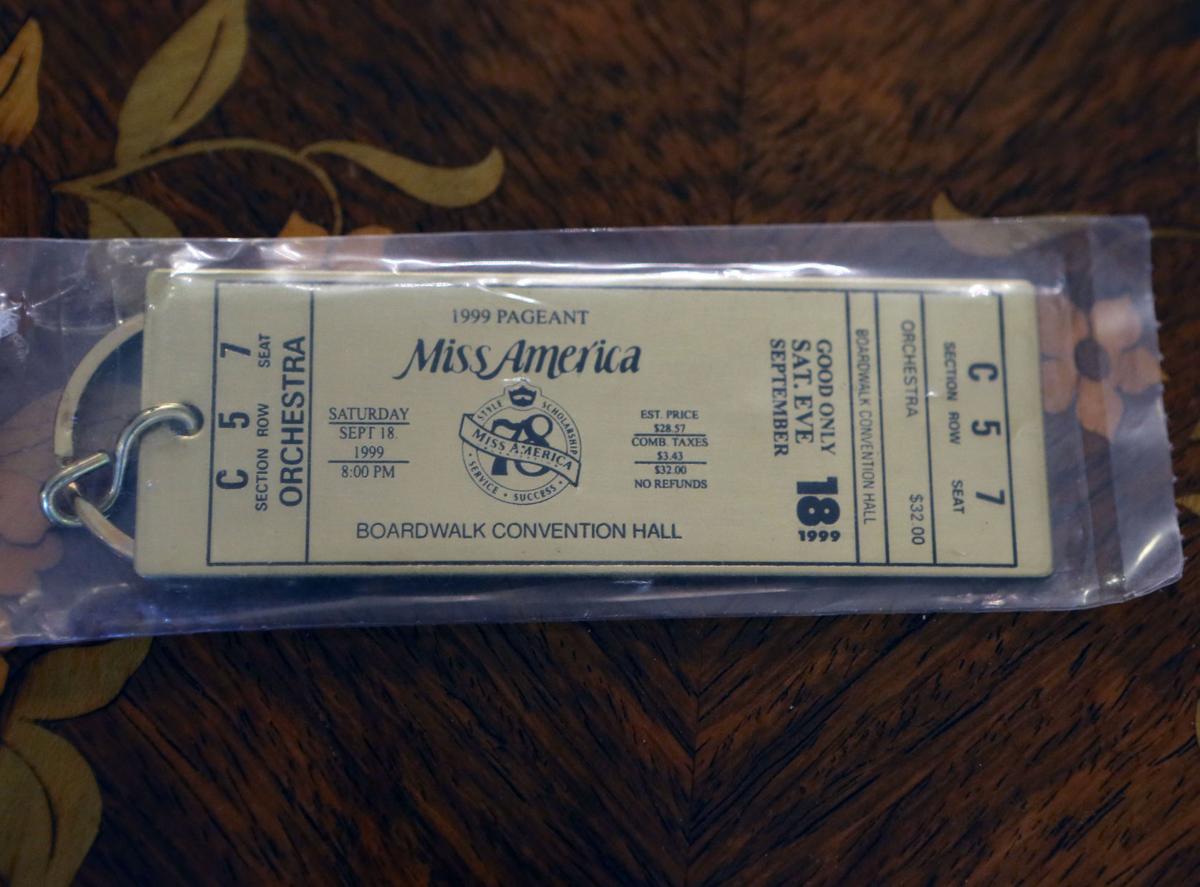 C 5 7
SECTION ROW SEAT
ORCHESTRA
1999 PAGEANT
Miss America
SATURDAY
SEPT 18
1999
8:00 PM
STYLE SCHOLARSHIP
78
MISS AMERICA
• SERVICE • SUCCESS •
EST. PRICE
$28.57
COMB. TAXES
$3.43
$32.00
NO REFUNDS
BOARDWALK CONVENTION HALL
GOOD ONLY
SAT. EVE
SEPTEMBER
18
1999
BOARDWALK CONVENTION HALL
ORCHESTRA $32.00
C 5 7
SECTION ROW SEAT